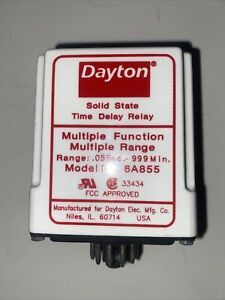 Dayton
Solid State
Time Delay Relay
Multiple Function
Multiple Range
Range: .05Sec.- 999 Min.
Model 6A855
33434
FCC APPROVED
Manufactured for Dayton Elec. Mfg. Co.
Niles, IL. 60714 USA